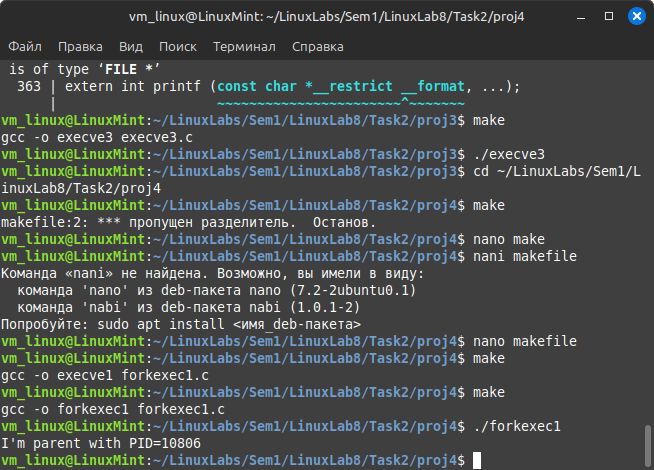 vm_linux@LinuxMint: ~/LinuxLabs/Sem1/LinuxLab8/Task2/proj4
Файл Правка Вид Поиск Терминал Справка
is of type ‘FILE *’
363 | extern int printf (const char *__restrict __format, ...);
| ~~~~~~~~~~~~~~~~~~~~~~~^~~~~~~~
vm_linux@LinuxMint:~/LinuxLabs/Sem1/LinuxLab8/Task2/proj3$ make
gcc -o execve3 execve3.c
vm_linux@LinuxMint:~/LinuxLabs/Sem1/LinuxLab8/Task2/proj3$ ./execve3
vm_linux@LinuxMint:~/LinuxLabs/Sem1/LinuxLab8/Task2/proj3$ cd ~/LinuxLabs/Sem1/L
inuxLab8/Task2/proj4
vm_linux@LinuxMint:~/LinuxLabs/Sem1/LinuxLab8/Task2/proj4$ make
makefile:2: *** пропущен разделитель. Останов.
vm_linux@LinuxMint:~/LinuxLabs/Sem1/LinuxLab8/Task2/proj4$ nano make
vm_linux@LinuxMint:~/LinuxLabs/Sem1/LinuxLab8/Task2/proj4$ nani makefile
Команда «nani» не найдена. Возможно, вы имели в виду:
команда 'nano' из deb-пакета nano (7.2-2ubuntu0.1)
команда 'nabi' из deb-пакета nabi (1.0.1-2)
Попробуйте: sudo apt install <имя_deb-пакета>
vm_linux@LinuxMint:~/LinuxLabs/Sem1/LinuxLab8/Task2/proj4$ nano makefile
vm_linux@LinuxMint:~/LinuxLabs/Sem1/LinuxLab8/Task2/proj4$ make
gcc -o execve1 forkexec1.c
vm_linux@LinuxMint:~/LinuxLabs/Sem1/LinuxLab8/Task2/proj4$ make
gcc -o forkexec1 forkexec1.c
vm_linux@LinuxMint:~/LinuxLabs/Sem1/LinuxLab8/Task2/proj4$ ./forkexec1
I'm parent with PID=10806
vm_linux@LinuxMint:~/LinuxLabs/Sem1/LinuxLab8/Task2/proj4$